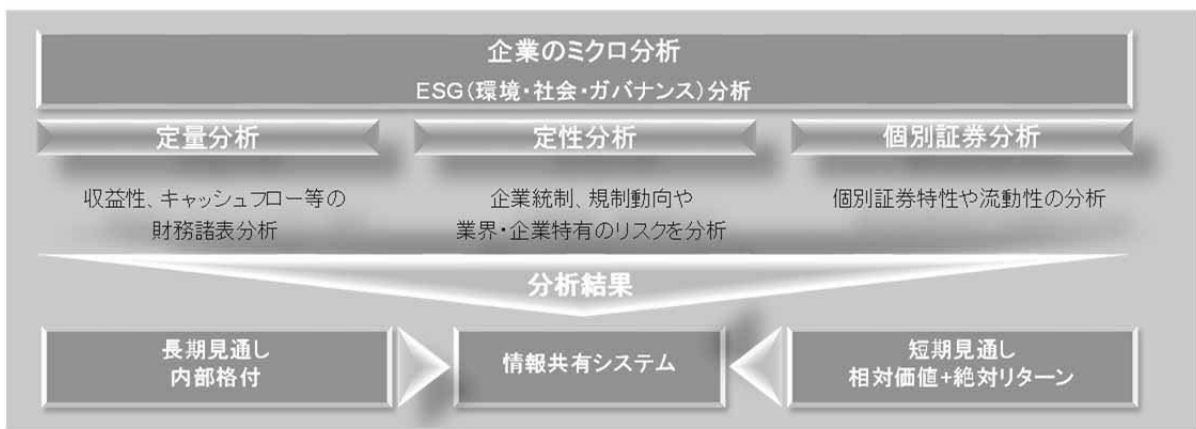 企業のミクロ分析
ESG(環境・社会・ガバナンス)分析
定量分析
収益性、キャッシュフロー等の
財務諸表分析
定性分析
企業統制、規制動向や
業界・企業特有のリスクを分析
個別証券分析
個別証券特性や流動性の分析
分析結果
長期見通し
内部格付
情報共有システム
短期見通し
相対価値+絶対リターン